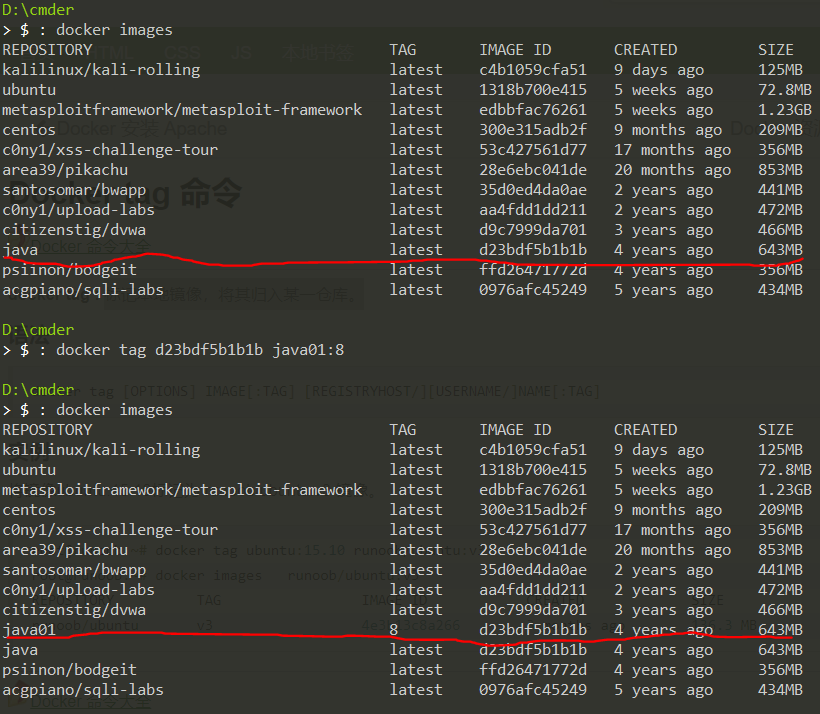 D:\cmder
> $ : docker images
REPOSITORY TAG IMAGE ID CREATED SIZE
kalilinux/kali-rolling latest c4b1059cfa51 9 days ago 125MB
ubuntu latest 1318b700e415 5 weeks ago 72.8MB
metasploitframework/metasploit-framework latest edbbfac76261 5 weeks ago 1.23GB
centos latest 300e315adb2f 9 months ago 209MB
c0ny1/xss-challenge-tour latest 53c427561d77 17 months ago 356MB
area39/pikachu latest 28e6ebc041de 20 months ago 853MB
santosomar/bwapp latest 35d0ed4da0ae 2 years ago 441MB
c0ny1/upload-labs latest aa4fdd1dd211 2 years ago 472MB
citizenstig/dvwa latest d9c7999da701 3 years ago 466MB
java latest d23bdf5b1b1b 4 years ago 643MB
psiinon/bodgeit latest ffd26471772d 4 years ago 356MB
acgpiano/sqli-labs latest 0976afc45249 5 years ago 434MB
D:\cmder
> $ : docker tag d23bdf5b1b1b java01:8
D:\cmder
> $ : docker images
REPOSITORY TAG IMAGE ID CREATED SIZE
kalilinux/kali-rolling latest c4b1059cfa51 9 days ago 125MB
ubuntu latest 1318b700e415 5 weeks ago 72.8MB
metasploitframework/metasploit-framework latest edbbfac76261 5 weeks ago 1.23GB
centos latest 300e315adb2f 9 months ago 209MB
c0ny1/xss-challenge-tour latest 53c427561d77 17 months ago 356MB
area39/pikachu latest 28e6ebc041de 20 months ago 853MB
santosomar/bwapp latest 35d0ed4da0ae 2 years ago 441MB
c0ny1/upload-labs latest aa4fdd1dd211 2 years ago 472MB
citizenstig/dvwa latest d9c7999da701 3 years ago 466MB
java01 8 d23bdf5b1b1b 4 years ago 643MB
java latest d23bdf5b1b1b 4 years ago 643MB
psiinon/bodgeit latest ffd26471772d 4 years ago 356MB
acgpiano/sqli-labs latest 0976afc45249 5 years ago 434MB